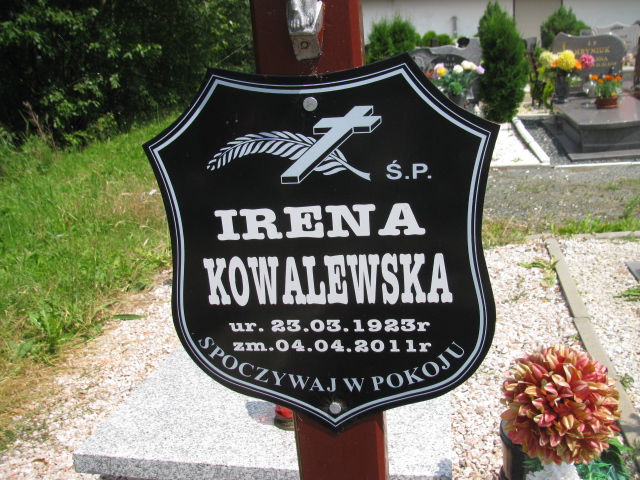 Ś.P.
IRENA
KOWALEWSKA
ur. 23.03.1923r
zm.04.04.2011r
SPOCZYWAJ W POKOJU